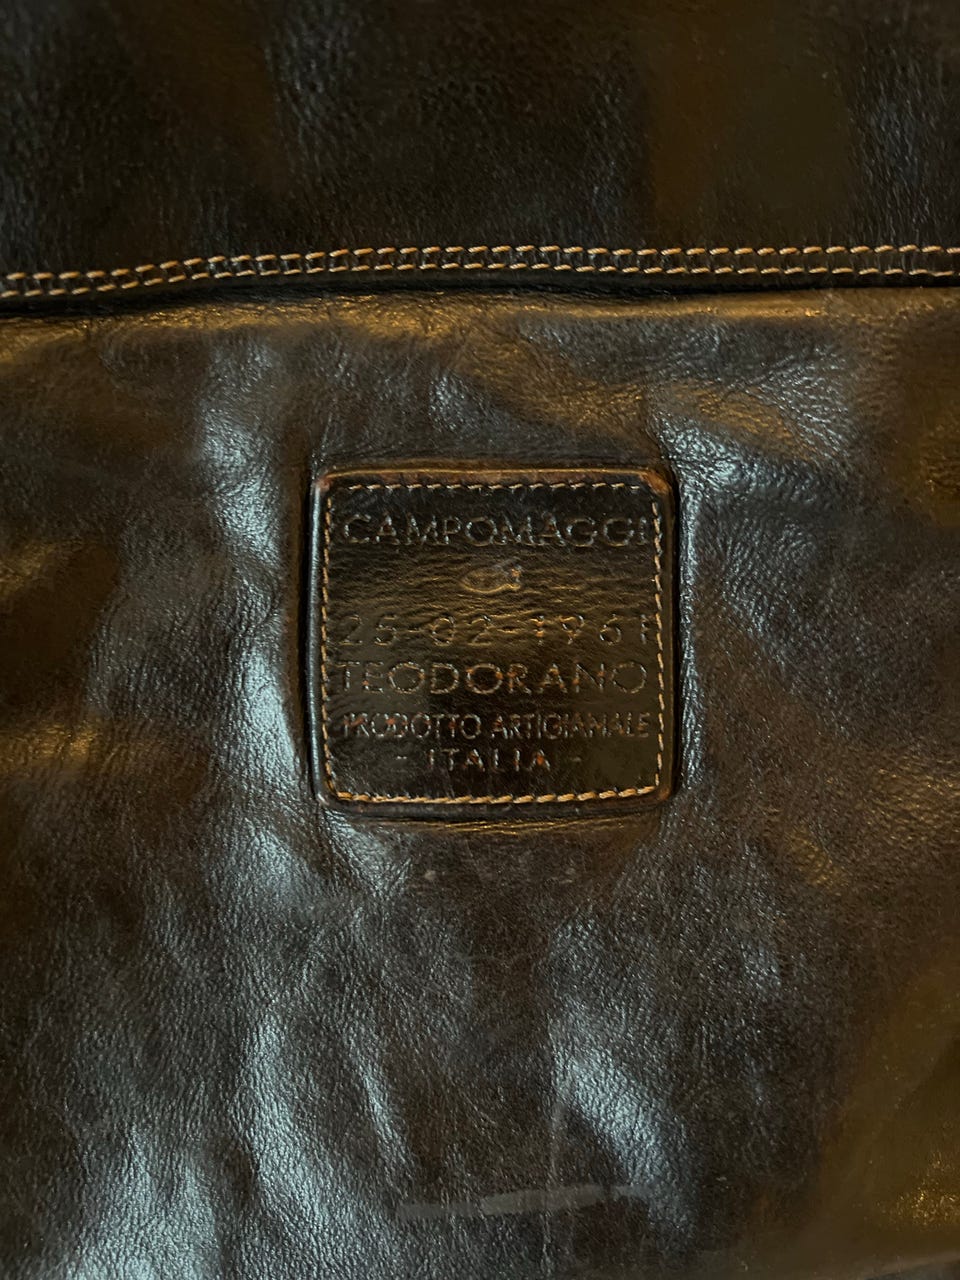 CAMPOMAGGI
25-02-1961
TEODORANO
PRODOTTO ARTIGIANALE
- ITALIA -